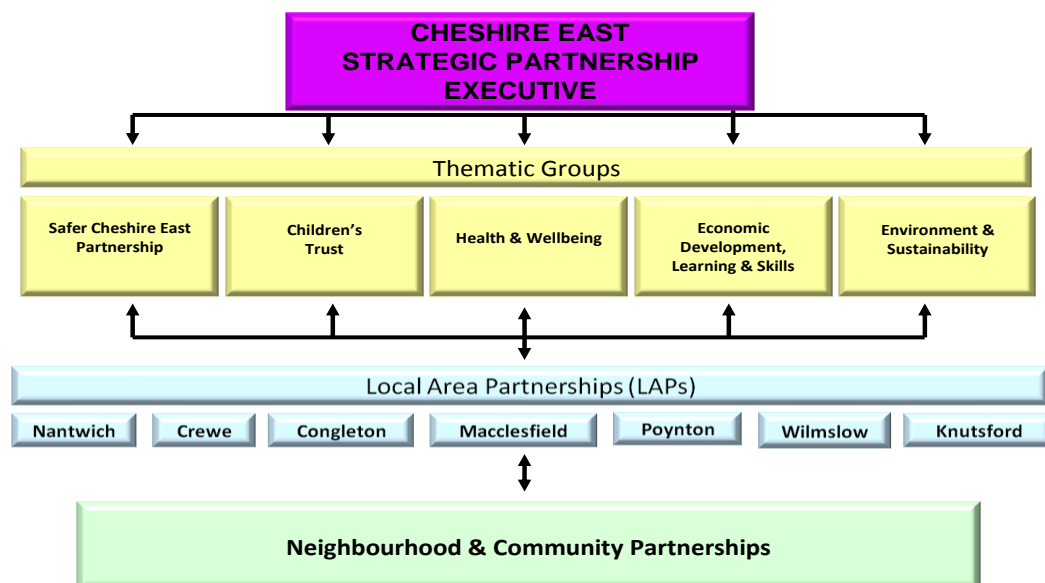 CHESHIRE EAST
STRATEGIC PARTNERSHIP
EXECUTIVE
Thematic Groups
Safer Cheshire East
Partnership
Children’s
Trust
Health & Wellbeing
Economic
Development,
Learning & Skills
Environment &
Sustainability
Local Area Partnerships (LAPs)
Nantwich
Crewe
Congleton
Macclesfield
Poynton
Wilmslow
Knutsford
Neighbourhood & Community Partnerships